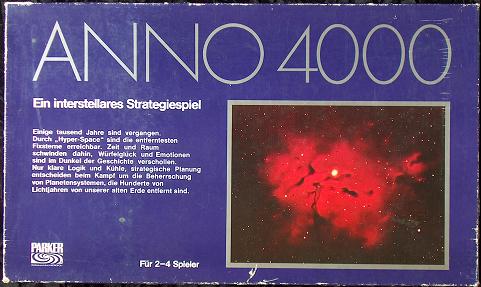 ANNO 4000
Ein interstellares Strategiespiel
Einige tausend Jahre sind vergangen.
Durch „Hyper-Space" sind die entferntesten
Fixsterne erreichbar. Zeit und Raum
schwinden dahin, Würfelglück und Emotionen
sind im Dunkel der Geschichte verschollen.
Nur klare Logik und Kühle, strategische Planung
entscheiden beim Kampf um die Beherrschung
von Planetensystemen, die Hunderte von
Lichtjahren von unserer alten Erde entfernt sind.
PARKER
Für 2–4 Spieler